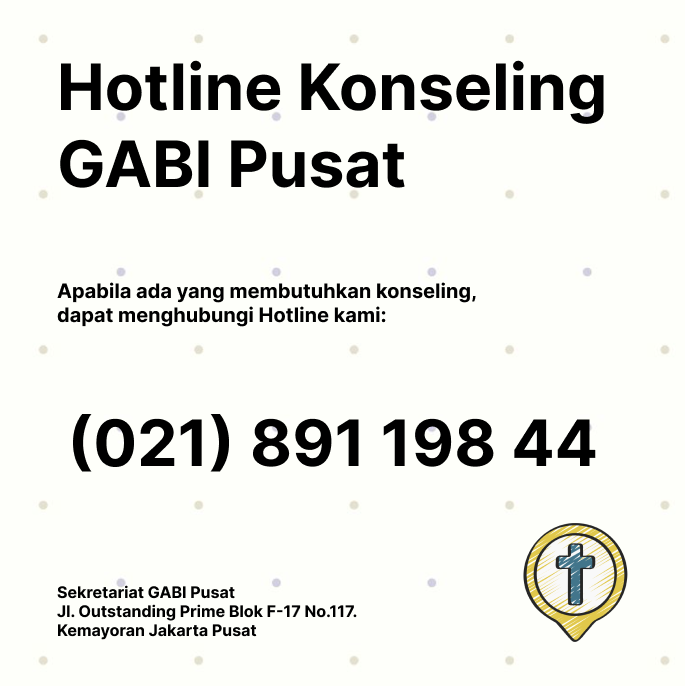 Hotline Konseling
GABI Pusat
Apabila ada yang membutuhkan konseling,
dapat menghubungi Hotline kami:
(021) 891 198 44
Sekretariat GABI Pusat
Jl. Outstanding Prime Blok F-17 No.117.
Kemayoran Jakarta Pusat